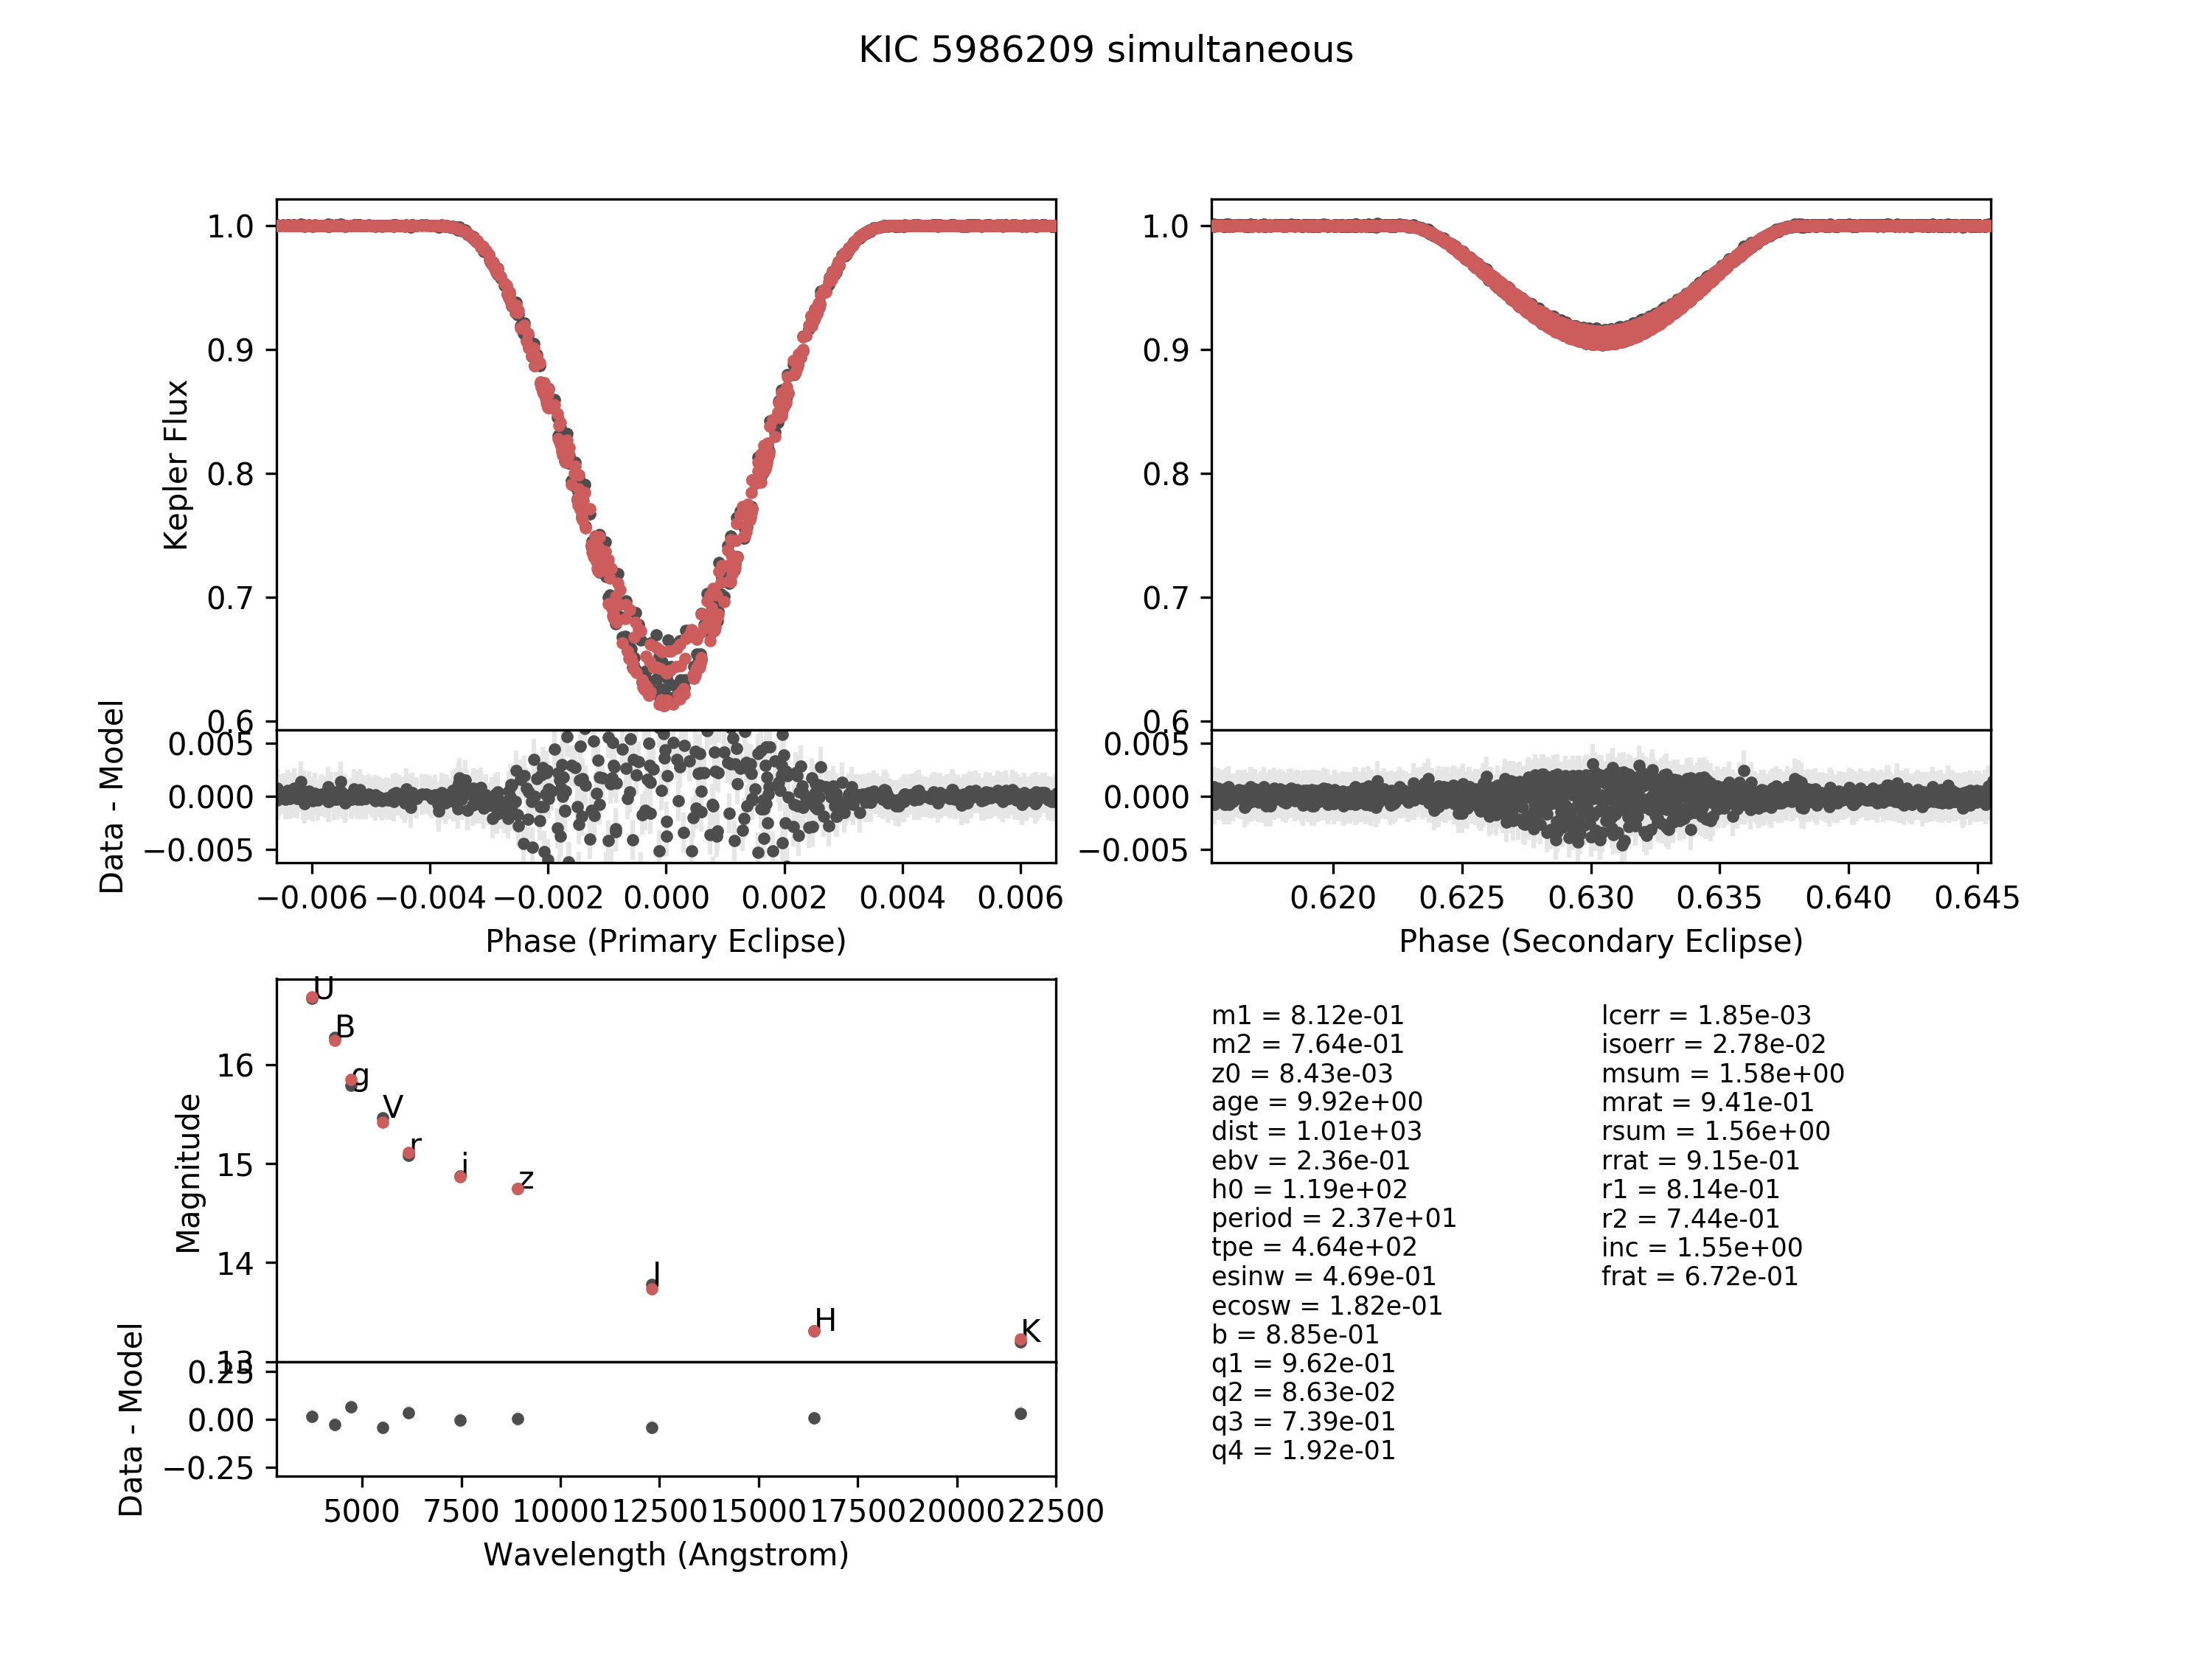 KIC 5986209 simultaneous
Kepler Flux
1.0
0.9
0.8
0.7
0.6
1.0
0.9
0.8
0.7
0.6
Data - Model
0.005
0.000
−0.005
0.005
0.000
−0.005
−0.006 −0.004 −0.002 0.000 0.002 0.004 0.006
0.620 0.625 0.630 0.635 0.640 0.645
Phase (Primary Eclipse)
Phase (Secondary Eclipse)
Magnitude
16
15
14
13
U
B
g
V
r
i
z
J
H
K
Data - Model
0.25
0.00
−0.25
5000 7500 10000 12500 15000 17500 20000 22500
Wavelength (Angstrom)
m1 = 8.12e-01
m2 = 7.64e-01
z0 = 8.43e-03
age = 9.92e+00
dist = 1.01e+03
ebv = 2.36e-01
h0 = 1.19e+02
period = 2.37e+01
tpe = 4.64e+02
esinw = 4.69e-01
ecosw = 1.82e-01
b = 8.85e-01
q1 = 9.62e-01
q2 = 8.63e-02
q3 = 7.39e-01
q4 = 1.92e-01
lcerr = 1.85e-03
isoerr = 2.78e-02
msum = 1.58e+00
mrat = 9.41e-01
rsum = 1.56e+00
rrat = 9.15e-01
r1 = 8.14e-01
r2 = 7.44e-01
inc = 1.55e+00
frat = 6.72e-01